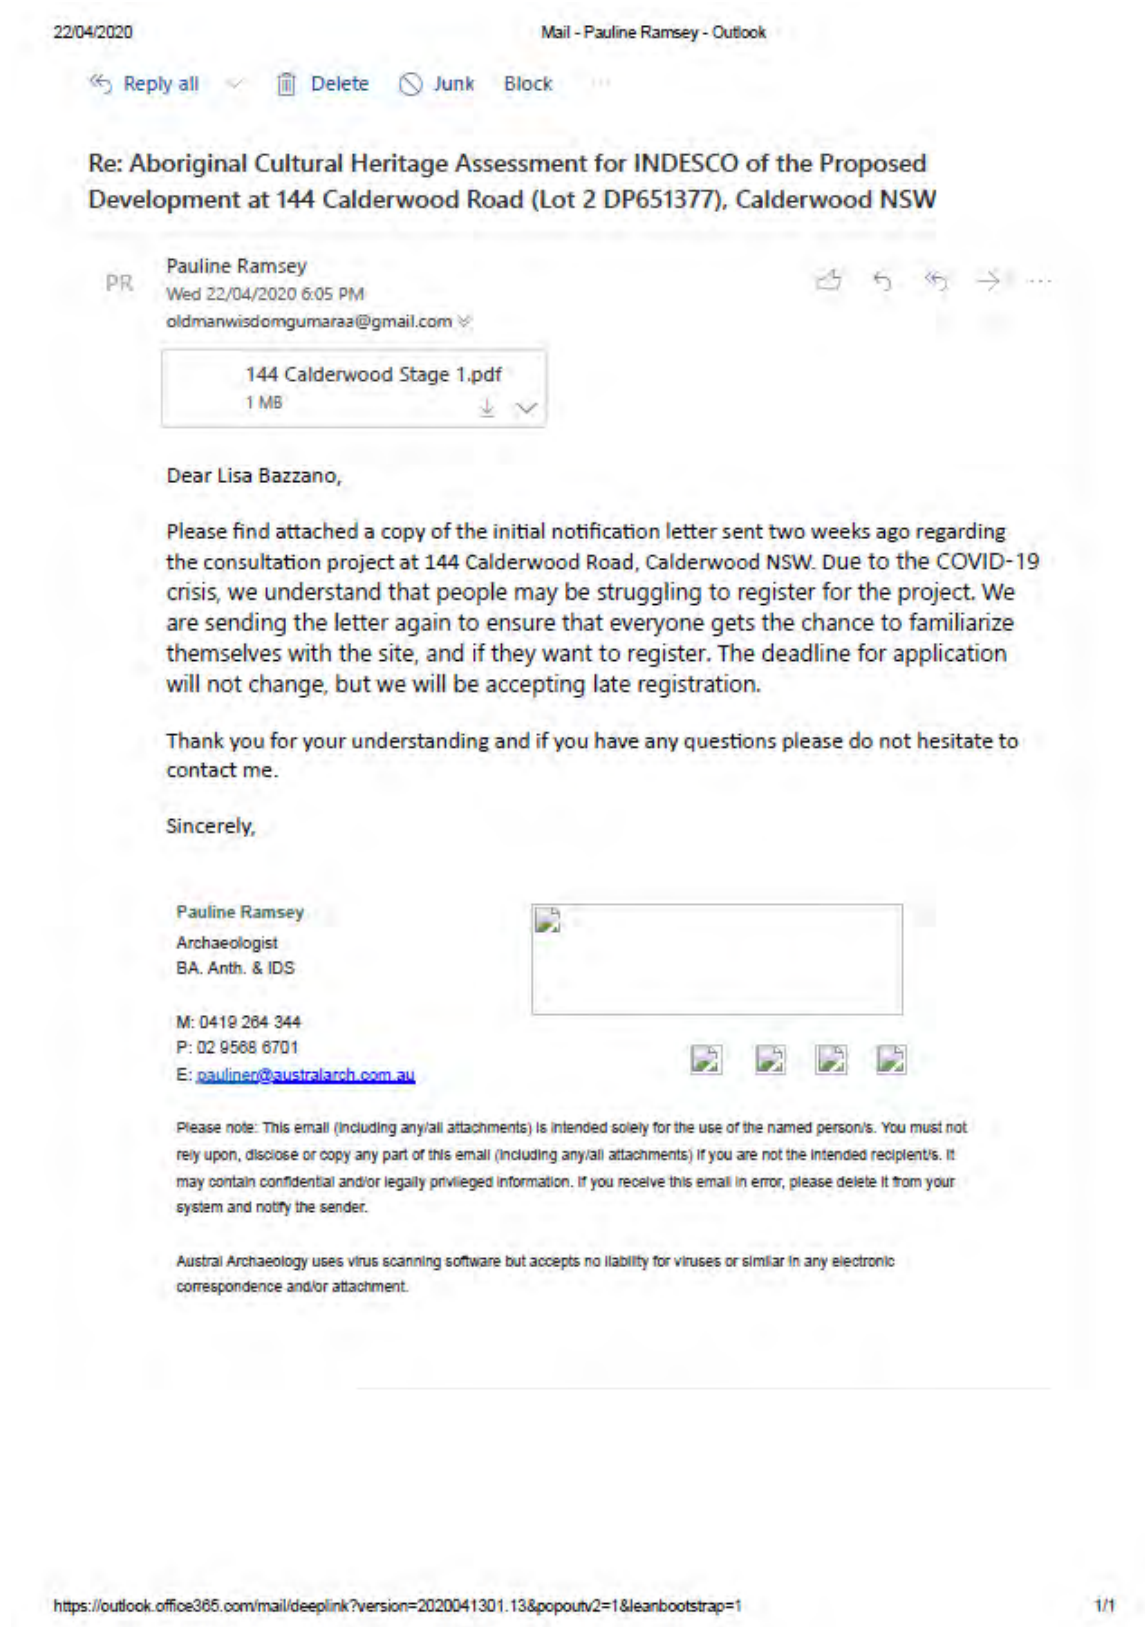 22/04/2020 Mail - Pauline Ramsey - Outlook
Reply all Delete Junk Block ...
Re: Aboriginal Cultural Heritage Assessment for INDESCO of the Proposed
Development at 144 Calderwood Road (Lot 2 DP651377), Calderwood NSW
PR
Pauline Ramsey
Wed 22/04/2020 6:05 PM
oldmanwisdomgumaraa@gmail.com
144 Calderwood Stage 1.pdf
1 MB
Dear Lisa Bazzano,
Please find attached a copy of the initial notification letter sent two weeks ago regarding
the consultation project at 144 Calderwood Road, Calderwood NSW. Due to the COVID-19
crisis, we understand that people may be struggling to register for the project. We
are sending the letter again to ensure that everyone gets the chance to familiarize
themselves with the site, and if they want to register. The deadline for application
will not change, but we will be accepting late registration.
Thank you for your understanding and if you have any questions please do not hesitate to
contact me.
Sincerely,
Pauline Ramsey
Archaeologist
BA. Anth. & IDS
M: 0419 264 344
P: 02 9568 6701
E: pauliner@australarch.com.au
Please note: This email (including any/all attachments) is intended solely for the use of the named person/s. You must not
rely upon, disclose or copy any part of this email (including any/all attachments) if you are not the intended recipient/s. It
may contain confidential and/or legally privileged information. If you receive this email in error, please delete it from your
system and notify the sender.
Austral Archaeology uses virus scanning software but accepts no liability for viruses or similar in any electronic
correspondence and/or attachment.
https://outlook.office365.com/mail/deeplink?version=2020041301.13&popoutv2=1&leanbootstrap=1 1/1